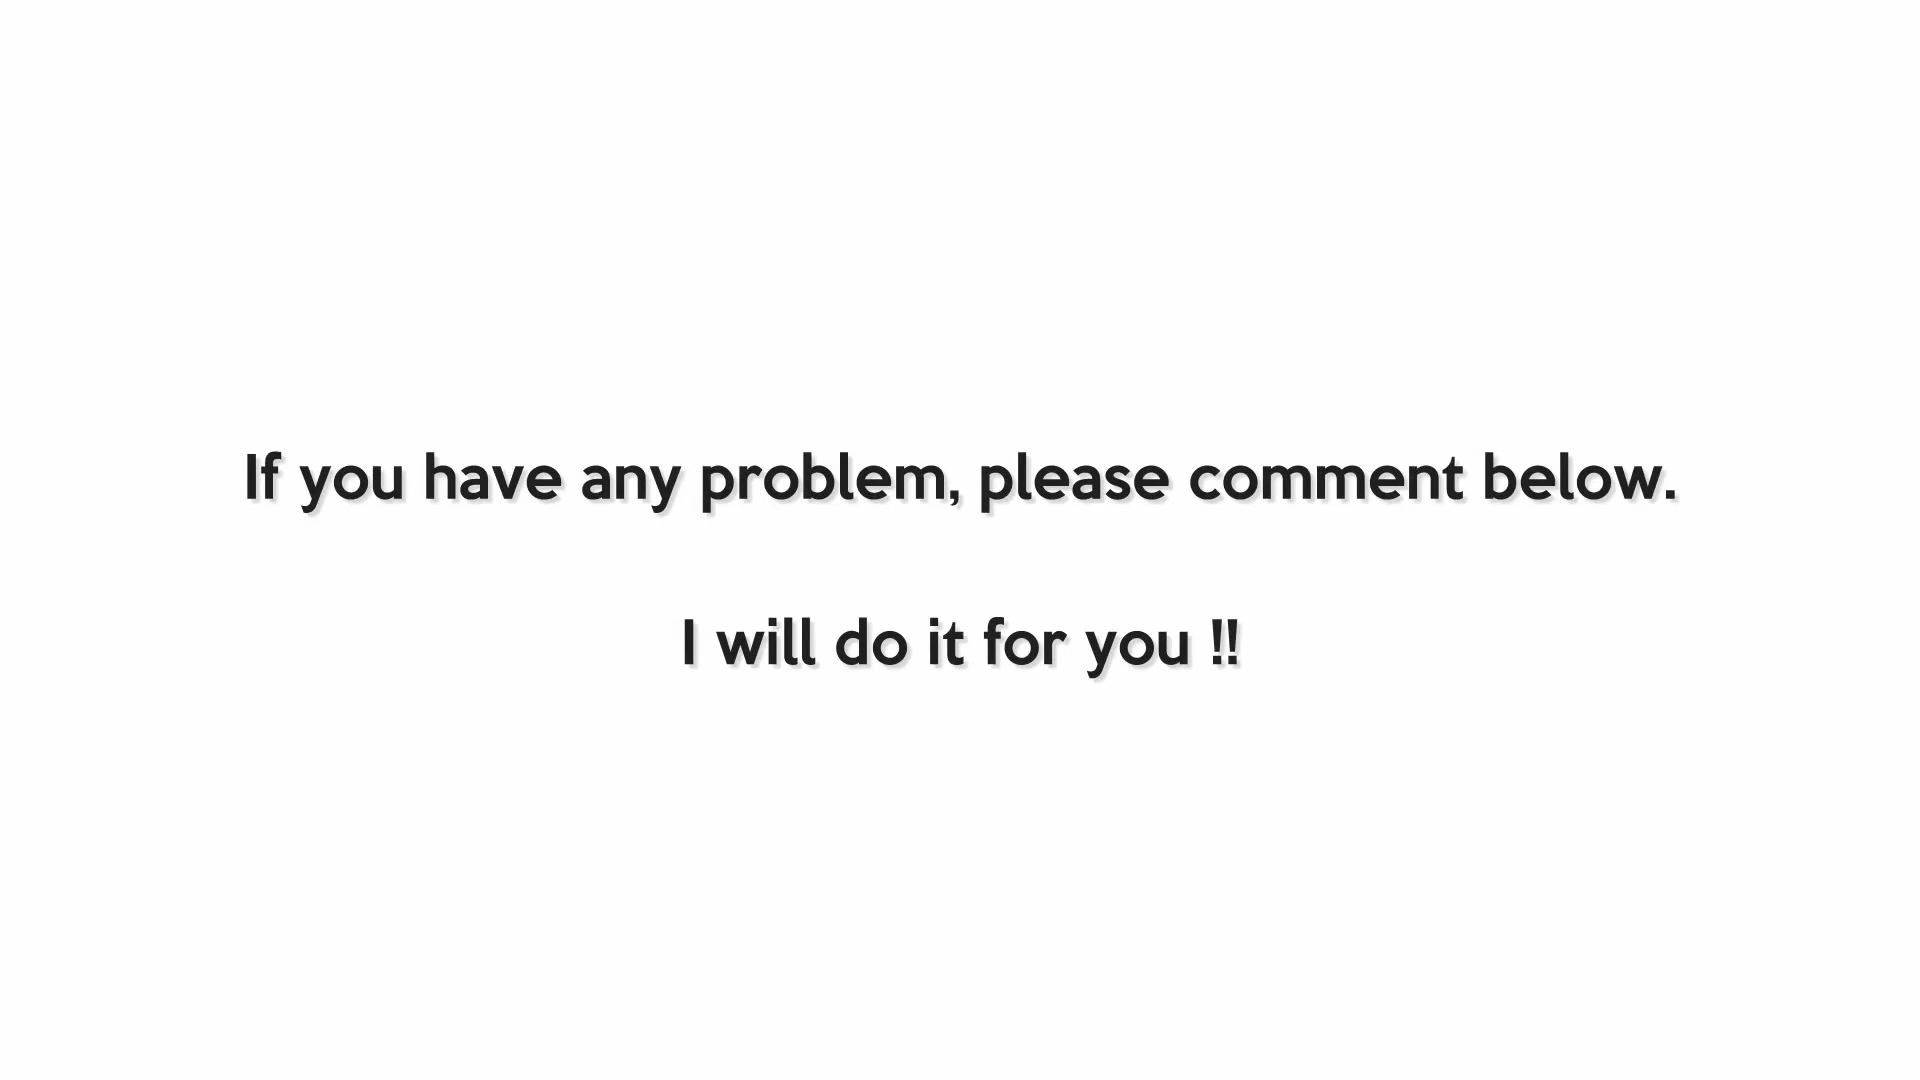 If you have any problem, please comment below.
I will do it for you !!